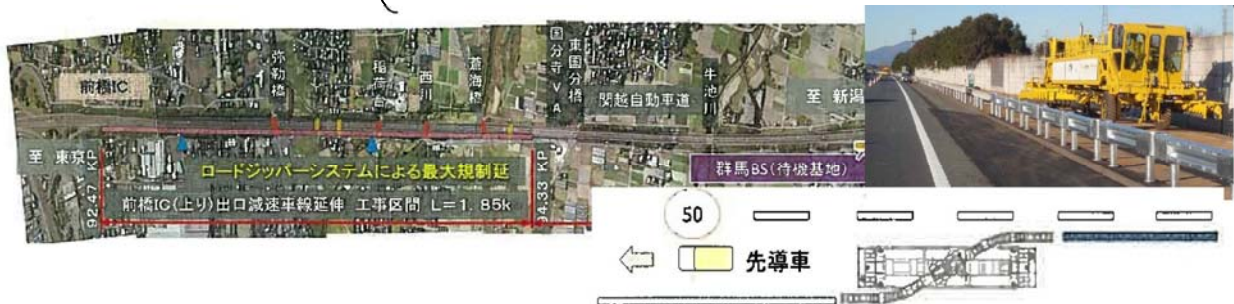 前橋IC
弥勒橋
稲荷台
西川
蒼海橋
国分寺VA
東国分橋
関越自動車道
牛池川
至 新潟
至 東京
92.47 KP
ロードジッパーシステムによる最大規制延
前橋IC(上り)出口減速車線延伸 工事区間 L=1.85k
94.33 KP
群馬BS(待機基地)
50
先導車